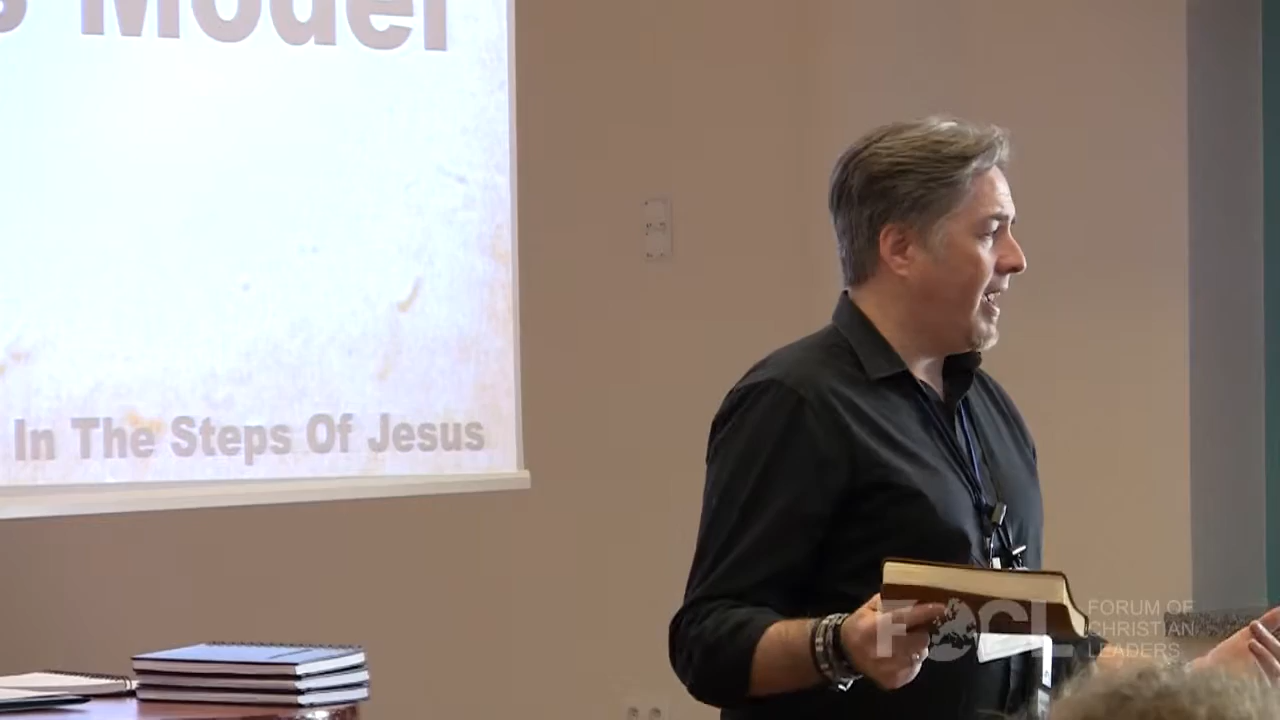 Model
In The Steps Of Jesus
FOCL
FORUM OF
CHRISTIAN
LEADERS